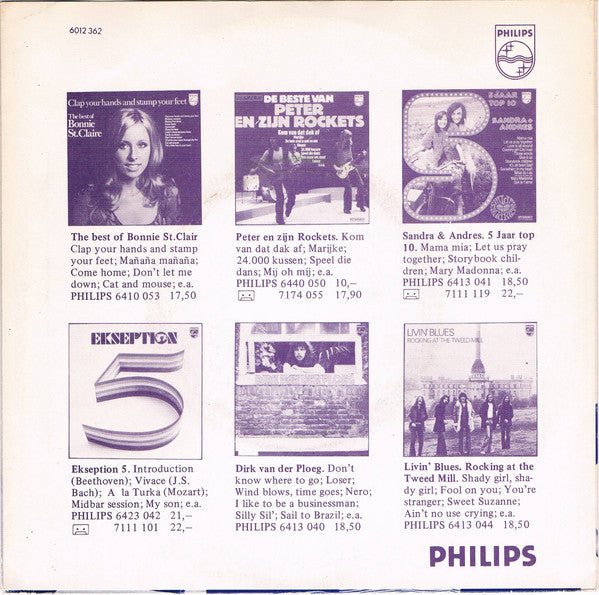 6012 362
PHILIPS
Clap your hands and stamp your feet
The best of
Bonnie
St.Claire
DE BESTE VAN
PETER
EN ZIJN ROCKETS
Kom van dat dak af
5 JAAR
TOP 10
SANDRA +
ANDRES
The best of Bonnie St.Clair
Clap your hands and stamp
your feet; Mañana mañana;
Come home; Don't let me
down; Cat and mouse; e.a.
PHILIPS 6410 053 17,50
Peter en zijn Rockets. Kom
van dat dak af; Marijke;
24.000 kussen; Speel die
dans; Mij oh mij; e.a.
PHILIPS 6440 050 10,—
7174 055 17,90
Sandra & Andres. 5 Jaar top
10. Mama mia; Let us pray
together; Storybook chil-
dren; Mary Madonna; e.a.
PHILIPS 6413 041 18,50
7111 119 22,—
EKSEPTION
5
LIVIN' BLUES
ROCKING AT THE TWEED MILL
Ekseption 5. Introduction
(Beethoven); Vivace (J.S.
Bach); A la Turka (Mozart);
Midbar session; My son; e.a.
PHILIPS 6423 042 21,—
7111 101 22,—
Dirk van der Ploeg. Don't
know where to go; Loser;
Wind blows, time goes; Nero;
I like to be a businessman;
Silly Sil'; Sail to Brazil; e.a.
PHILIPS 6413 040 18,50
Livin' Blues. Rocking at the
Tweed Mill. Shady girl, sha-
dy girl; Fool on you; You're
stranger; Sweet Suzanne;
Ain't no use crying; e.a.
PHILIPS 6413 044 18,50
PHILIPS